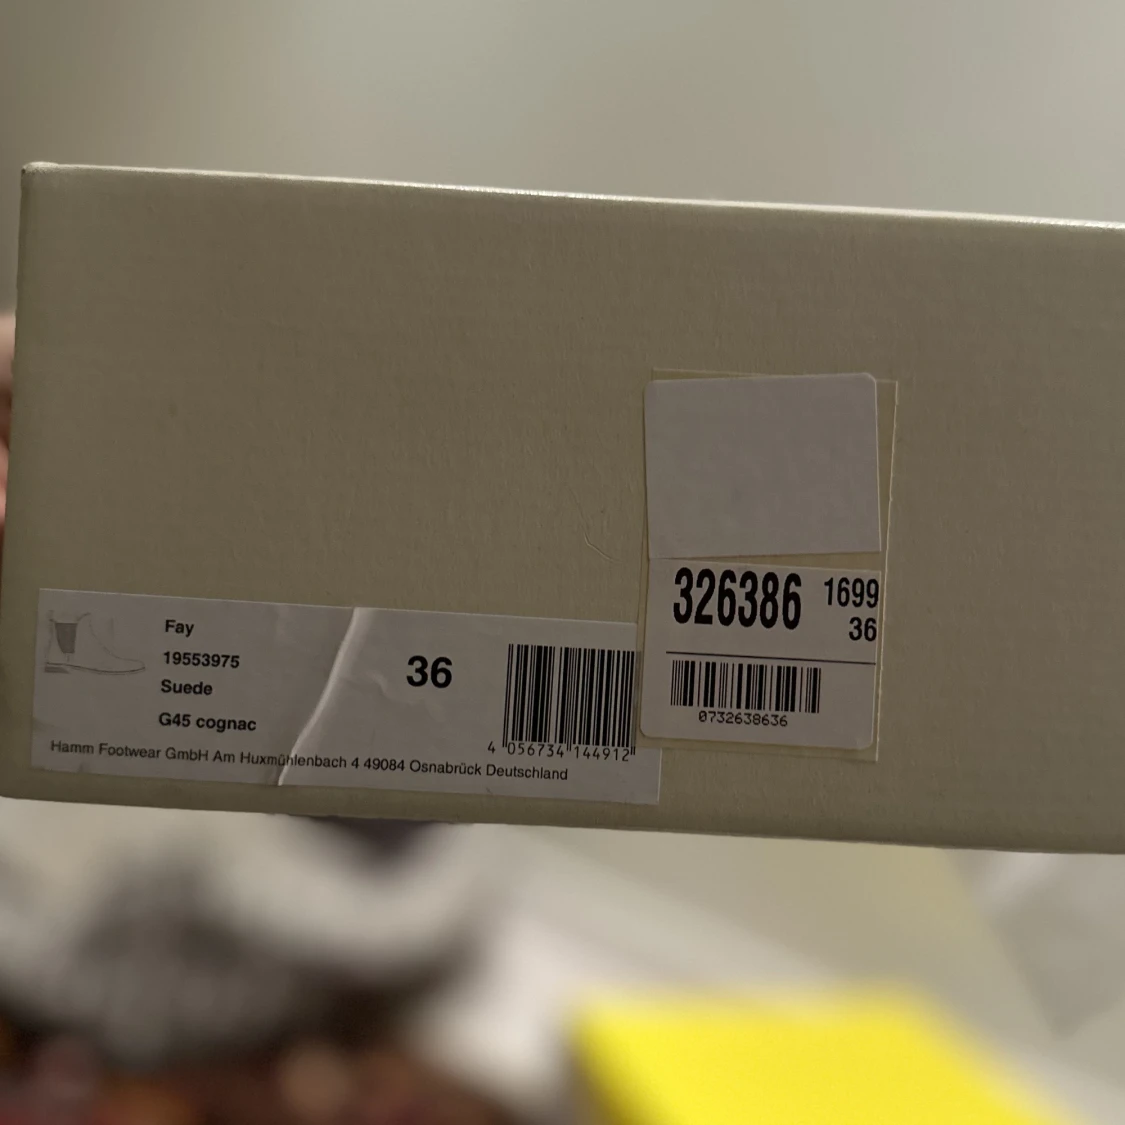 Fay
19553975
Suede
G45 cognac
36
4 056734 144912
Hamm Footwear GmbH Am Huxmühlenbach 4 49084 Osnabrück Deutschland
326386 1699
36
0732638636